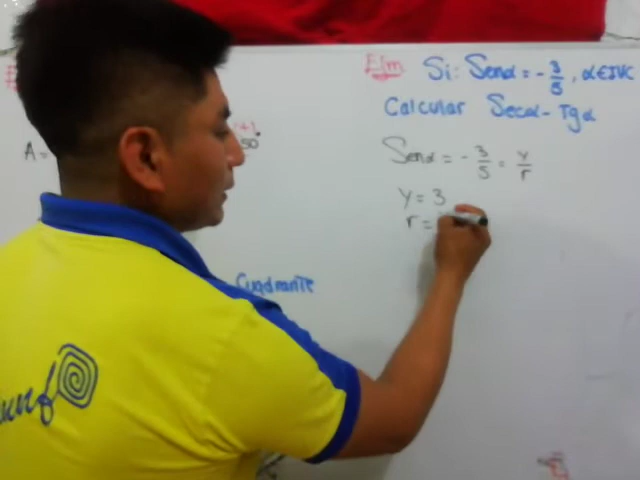 Ejm Si: Senα = - 3/5, α ∈ IVC
Calcular Secα - Tgα
A=
Senα = - 3/5 = y/r
y = 3
r =
Cuadrante